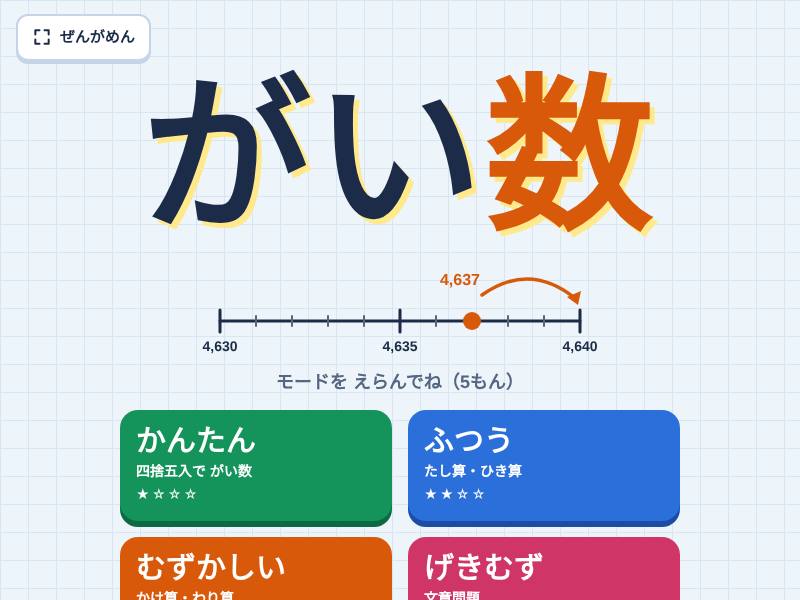 ぜんがめん
がい数
4,637
4,630 4,635 4,640
モードを えらんでね（5もん）
かんたん
四捨五入で がい数
★☆☆☆
ふつう
たし算・ひき算
★★☆☆
むずかしい
かけ算・わり算
げきむず
文章問題